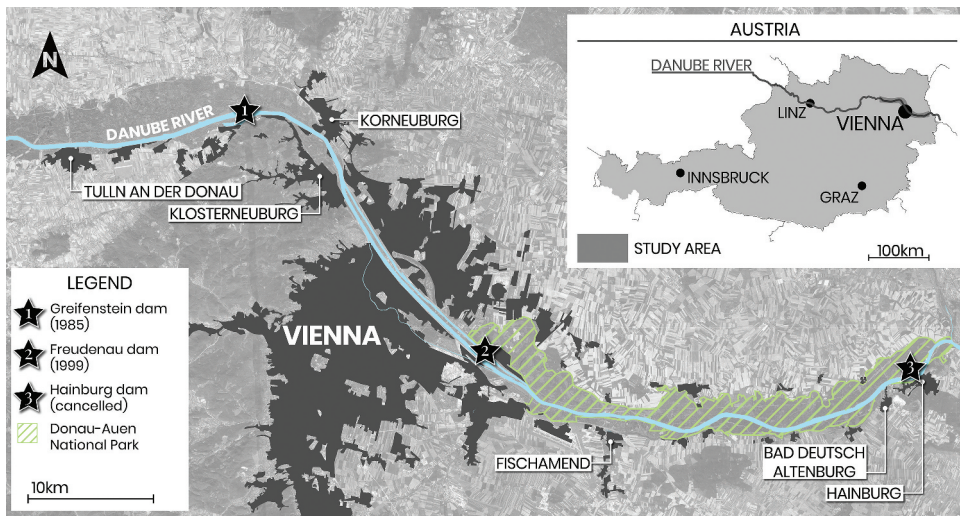 N
DANUBE RIVER
1
KORNEUBURG
TULLN AN DER DONAU
KLOSTERNEUBURG
VIENNA
2
3
FISCHAMEND
BAD DEUTSCH
ALTENBURG
HAINBURG
AUSTRIA
DANUBE RIVER
LINZ
VIENNA
INNSBRUCK
GRAZ
STUDY AREA
100km
LEGEND
1 Greifenstein dam
(1985)
2 Freudenau dam
(1999)
3 Hainburg dam
(cancelled)
Donau-Auen
National Park
10km